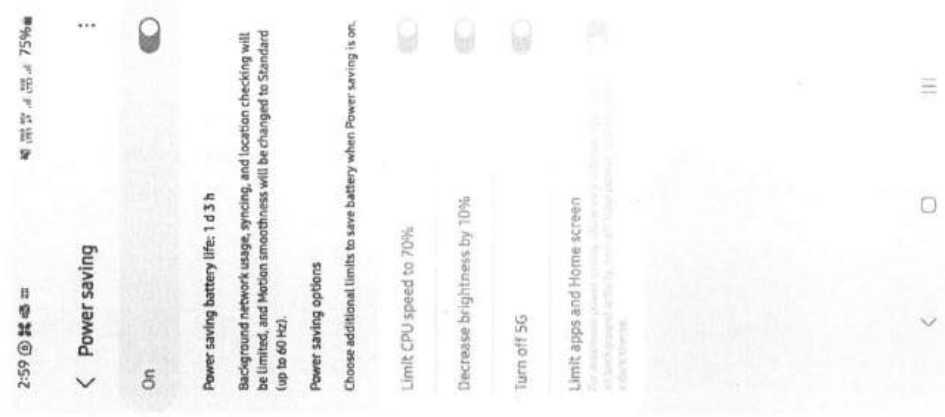 2:59
75%
Power saving
On
Power saving battery life: 1 d 3 h
Background network usage, syncing, and location checking will
be limited, and Motion smoothness will be changed to Standard
(up to 60 Hz).
Power saving options
Choose additional limits to save battery when Power saving is on.
Limit CPU speed to 70%
Decrease brightness by 10%
Turn off 5G
Limit apps and Home screen